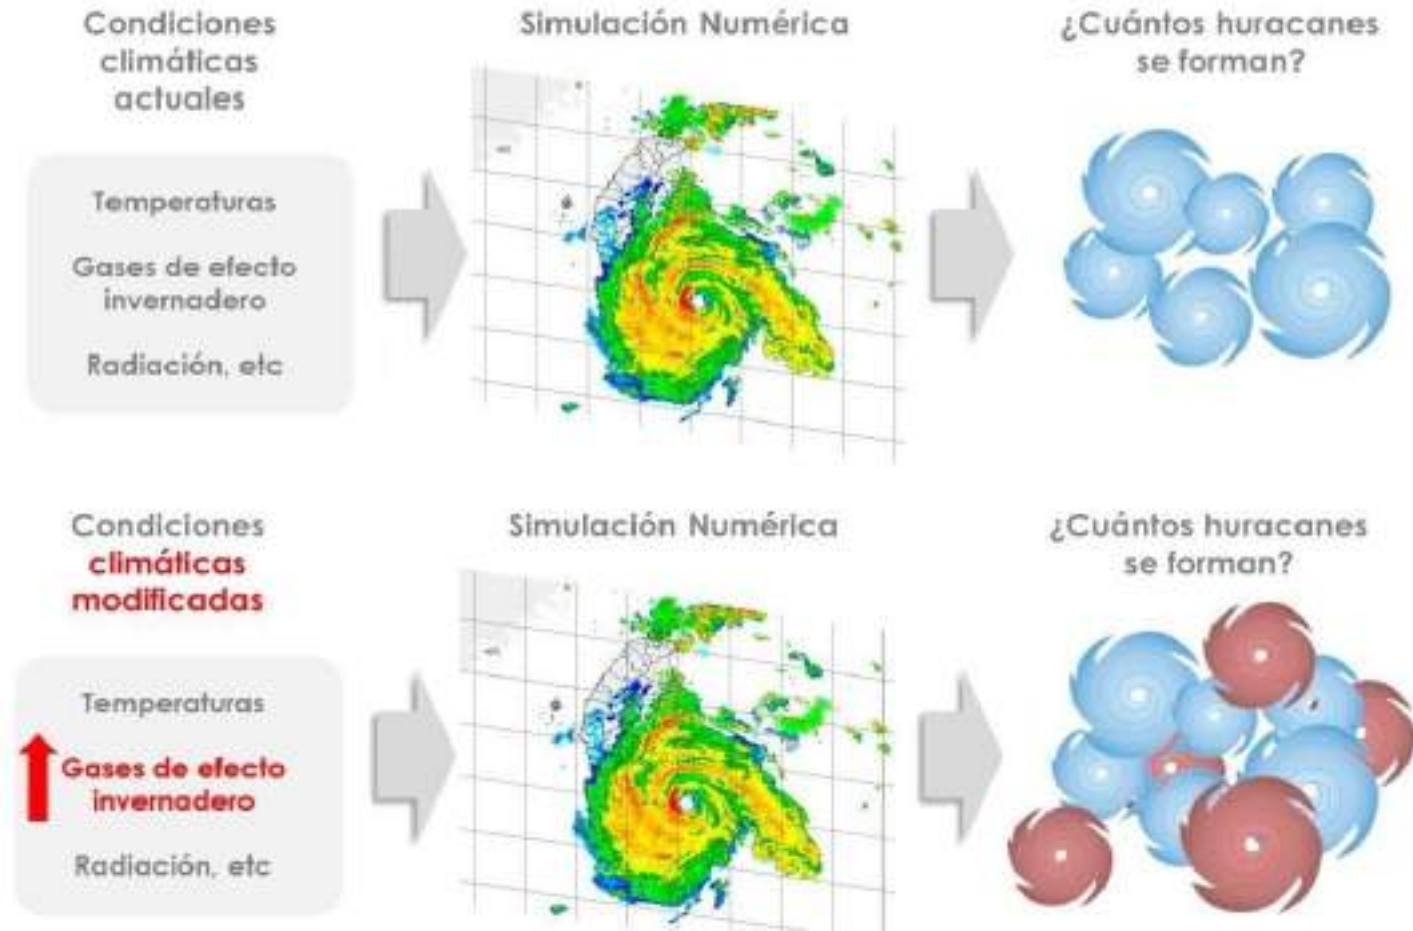 Condiciones
climáticas
actuales
Simulación Numérica
¿Cuántos huracanes
se forman?
Temperaturas
Gases de efecto
invernadero
Radiación, etc
Condiciones
climáticas
modificadas
Simulación Numérica
¿Cuántos huracanes
se forman?
Temperaturas
Gases de efecto
invernadero
Radiación, etc